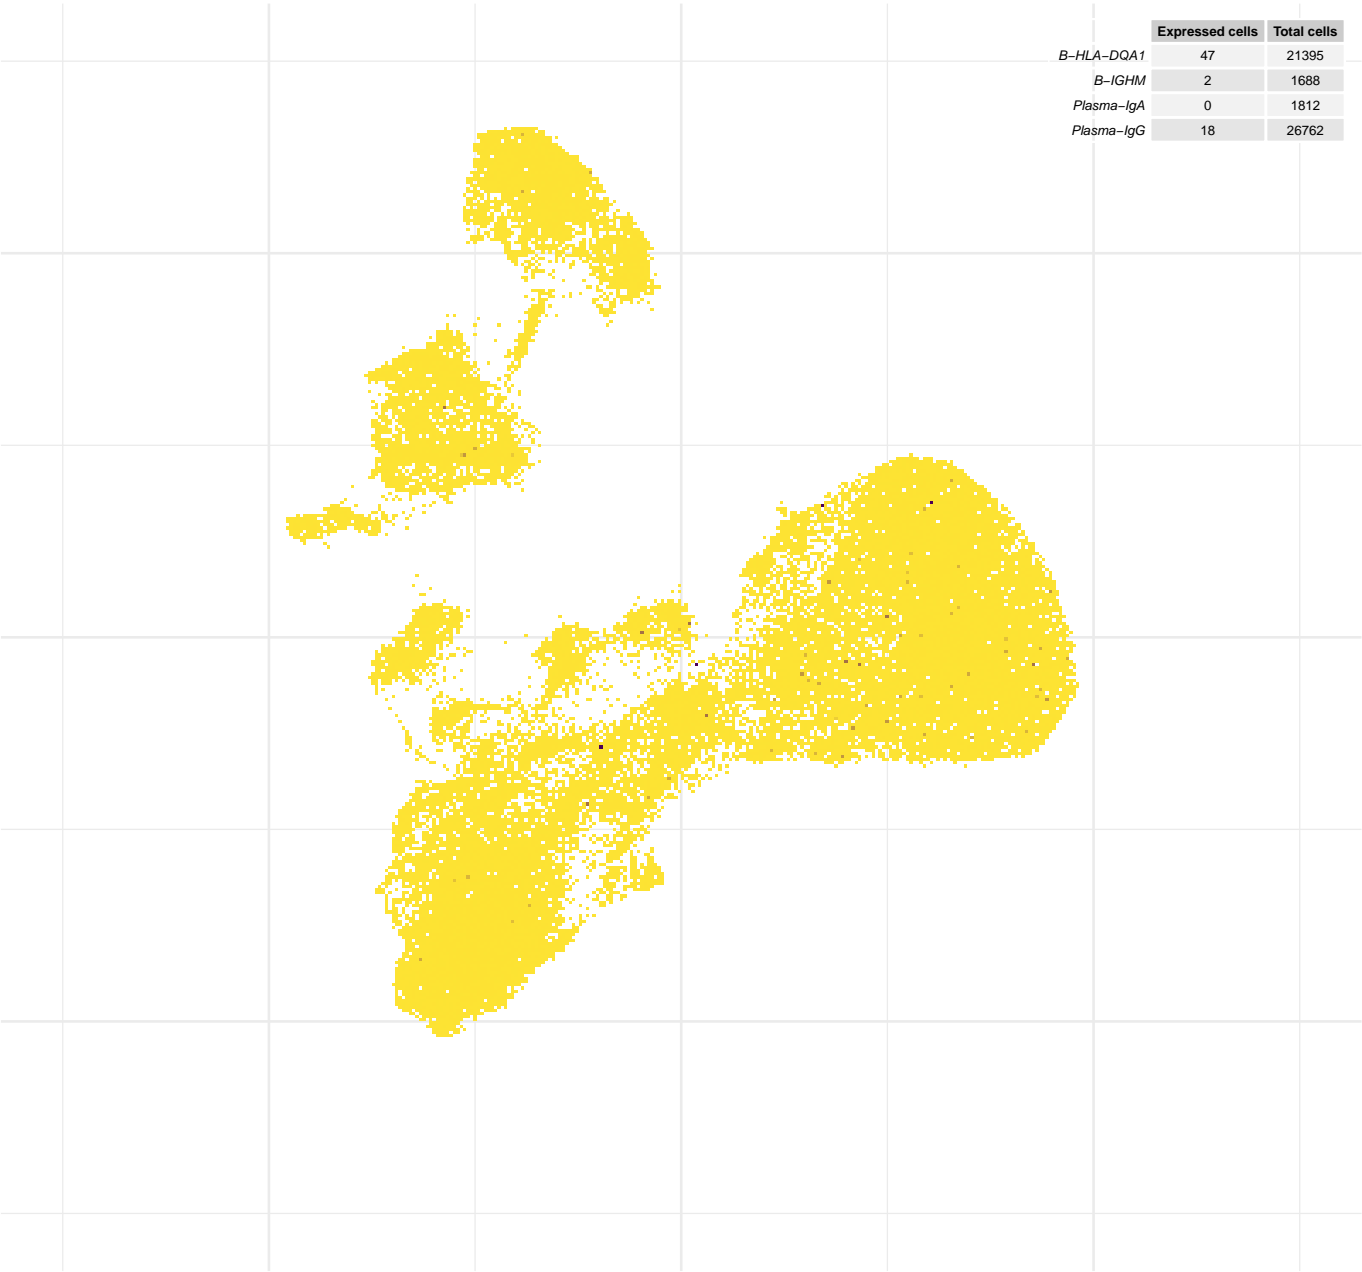 Expressed cells Total cells
B−HLA−DQA1 47 21395
B−IGHM 2 1688
Plasma−IgA 0 1812
Plasma−IgG 18 26762